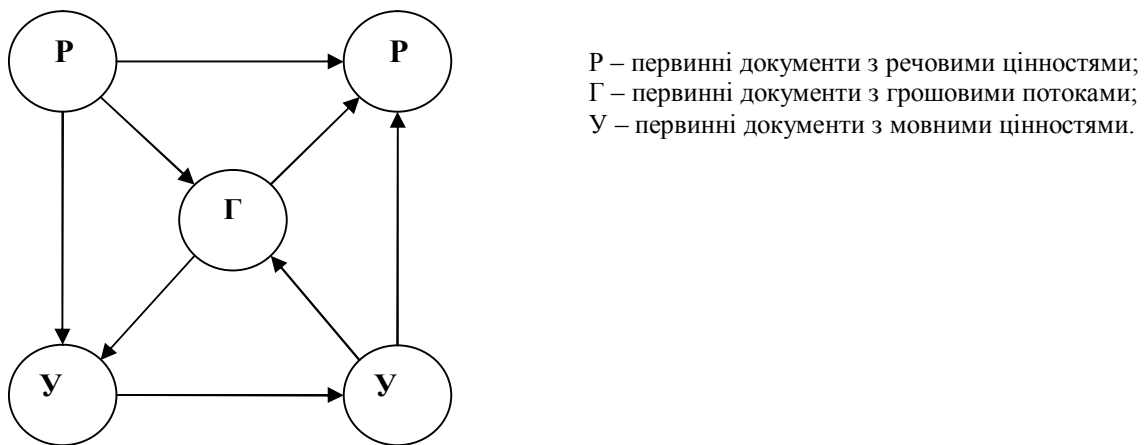 Р
Р
Р – первинні документи з речовими цінностями;
Г – первинні документи з грошовими потоками;
У – первинні документи з мовними цінностями.
Г
У
У